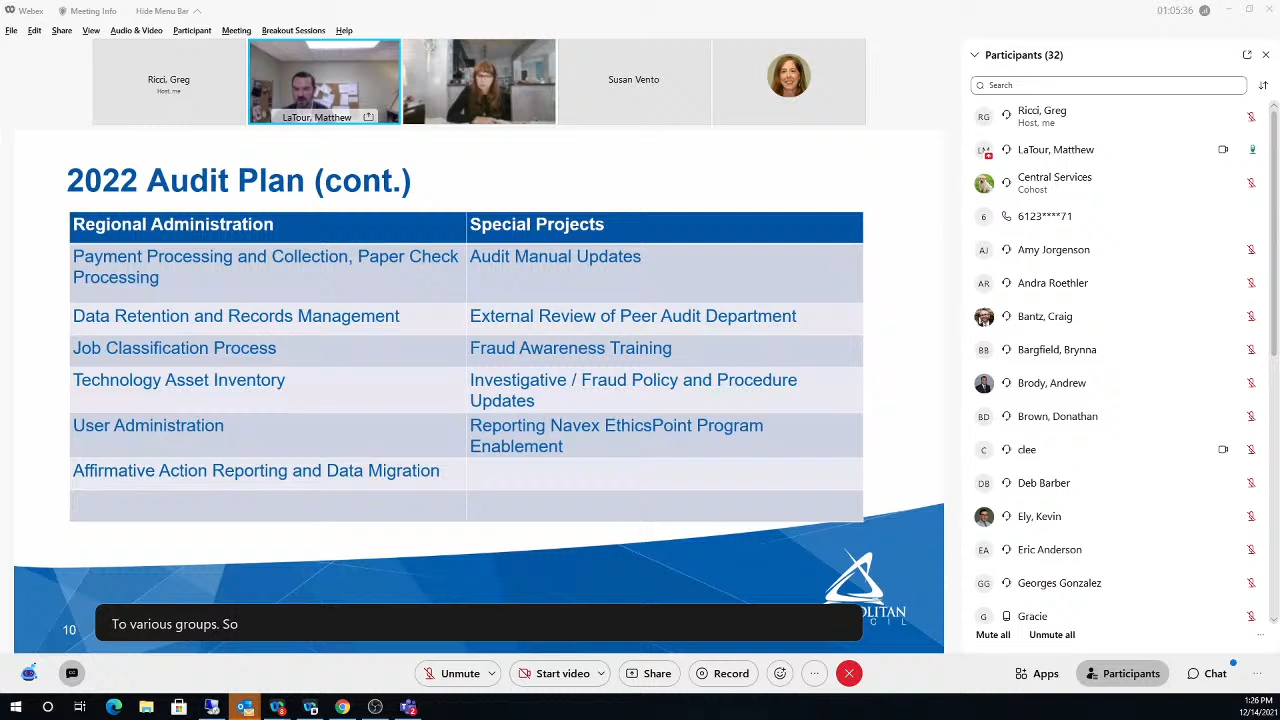 Webex
Meeting Info
Hide Menu Bar
01:05:36
File Edit Share View Audio & Video Participant Meeting Breakout Sessions Help
Ricci, Greg
Host, me
LaTour, Matthew
Susan Vento
2022 Audit Plan (cont.)
Regional Administration
Special Projects
Payment Processing and Collection, Paper Check
Processing
Audit Manual Updates
Data Retention and Records Management
External Review of Peer Audit Department
Job Classification Process
Fraud Awareness Training
Technology Asset Inventory
Investigative / Fraud Policy and Procedure
Updates
User Administration
Reporting Navex EthicsPoint Program
Enablement
Affirmative Action Reporting and Data Migration
10
To various groups. So
Participants (32)
Search
RG
Ricci, Greg
Host, me
LaTour, Matthew
Central Services
Cohost
6
6123****71
AJ
Amy Jorgenson
AR
Andra Roethler
Bantz, Craig
BB
Bargfield, Brynna
Brody, Andrew
BD
Brown, Donathan
C
clee
DB
Deb Barber
Ely, Kevin
EA
Eric Anderson
GG
Georges Gonzalez
G
Gracie
Mute all
Unmute all
Unmute
Start video
Share
Record
Apps
Participants
Chat
1:26 PM
12/14/2021